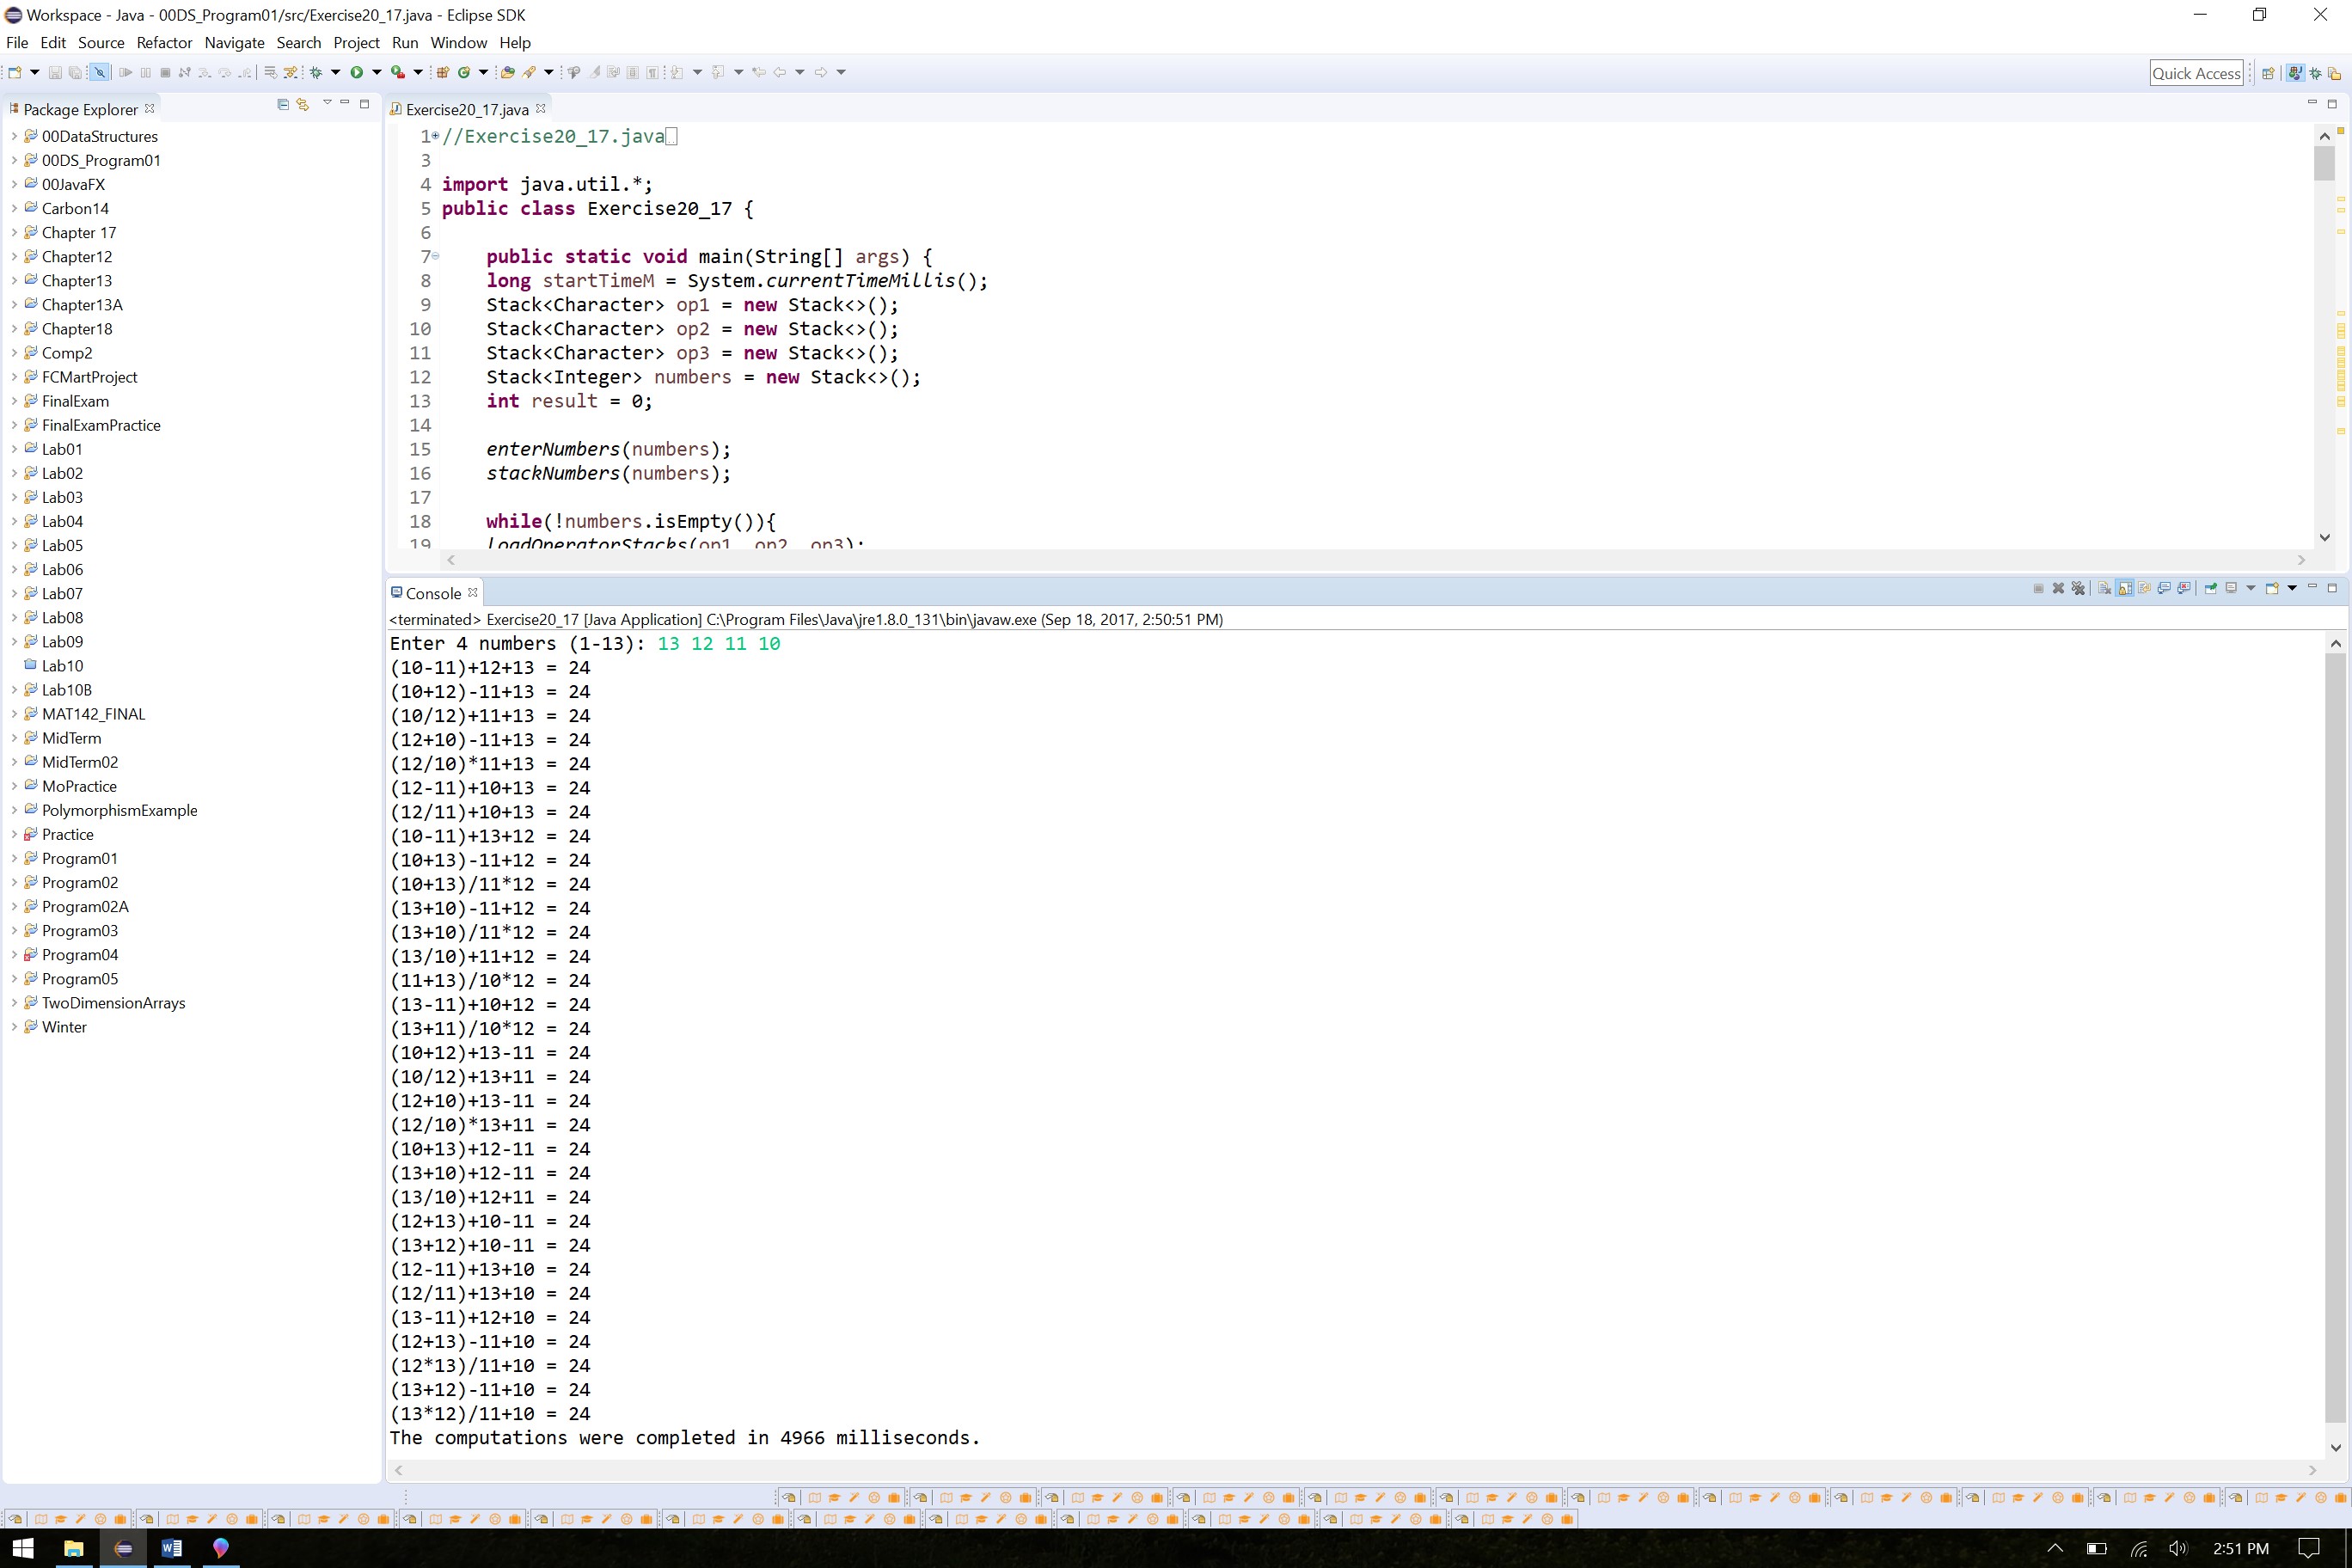 Workspace - Java - 00DS_Program01/src/Exercise20_17.java - Eclipse SDK
File Edit Source Refactor Navigate Search Project Run Window Help
Quick Access
Package Explorer
00DataStructures
00DS_Program01
00JavaFX
Carbon14
Chapter 17
Chapter12
Chapter13
Chapter13A
Chapter18
Comp2
FCMartProject
FinalExam
FinalExamPractice
Lab01
Lab02
Lab03
Lab04
Lab05
Lab06
Lab07
Lab08
Lab09
Lab10
Lab10B
MAT142_FINAL
MidTerm
MidTerm02
MoPractice
PolymorphismExample
Practice
Program01
Program02
Program02A
Program03
Program04
Program05
TwoDimensionArrays
Winter
Exercise20_17.java
1 //Exercise20_17.java
3
4 import java.util.*;
5 public class Exercise20_17 {
6
7 public static void main(String[] args) {
8 long startTimeM = System.currentTimeMillis();
9 Stack<Character> op1 = new Stack<>();
10 Stack<Character> op2 = new Stack<>();
11 Stack<Character> op3 = new Stack<>();
12 Stack<Integer> numbers = new Stack<>();
13 int result = 0;
14
15 enterNumbers(numbers);
16 stackNumbers(numbers);
17
18 while(!numbers.isEmpty()){
19 loadOperatorStacks(op1, op2, op3);
Console
<terminated> Exercise20_17 [Java Application] C:\Program Files\Java\jre1.8.0_131\bin\javaw.exe (Sep 18, 2017, 2:50:51 PM)
Enter 4 numbers (1-13): 13 12 11 10
(10-11)+12+13 = 24
(10+12)-11+13 = 24
(10/12)+11+13 = 24
(12+10)-11+13 = 24
(12/10)*11+13 = 24
(12-11)+10+13 = 24
(12/11)+10+13 = 24
(10-11)+13+12 = 24
(10+13)-11+12 = 24
(10+13)/11*12 = 24
(13+10)-11+12 = 24
(13+10)/11*12 = 24
(13/10)+11+12 = 24
(11+13)/10*12 = 24
(13-11)+10+12 = 24
(13+11)/10*12 = 24
(10+12)+13-11 = 24
(10/12)+13+11 = 24
(12+10)+13-11 = 24
(12/10)*13+11 = 24
(10+13)+12-11 = 24
(13+10)+12-11 = 24
(13/10)+12+11 = 24
(12+13)+10-11 = 24
(13+12)+10-11 = 24
(12-11)+13+10 = 24
(12/11)+13+10 = 24
(13-11)+12+10 = 24
(12+13)-11+10 = 24
(12*13)/11+10 = 24
(13+12)-11+10 = 24
(13*12)/11+10 = 24
The computations were completed in 4966 milliseconds.
2:51 PM